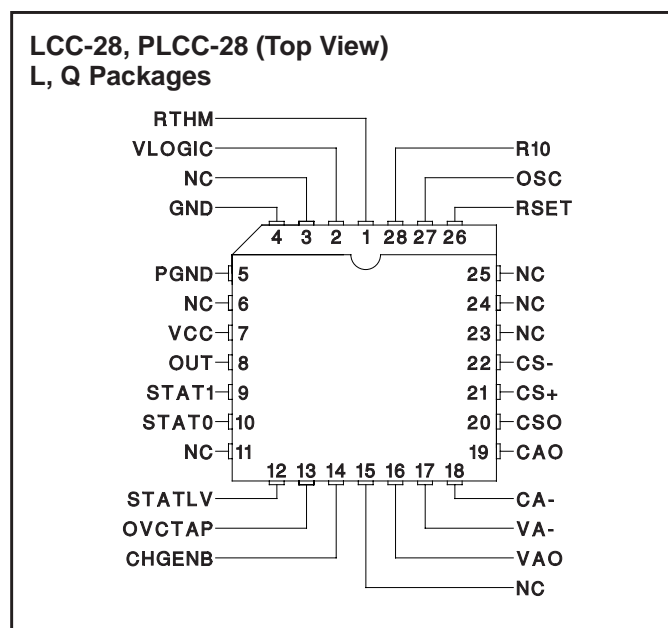 LCC-28, PLCC-28 (Top View)
L, Q Packages
RTHM
VLOGIC
R10
NC
OSC
GND
RSET
4 3 2 1 28 27 26
PGND 5 25 NC
NC 6 24 NC
VCC 7 23 NC
OUT 8 22 CS-
STAT1 9 21 CS+
STAT0 10 20 CSO
NC 11 19 CAO
12 13 14 15 16 17 18
STATLV CA-
OVCTAP VA-
CHGENB VAO
NC